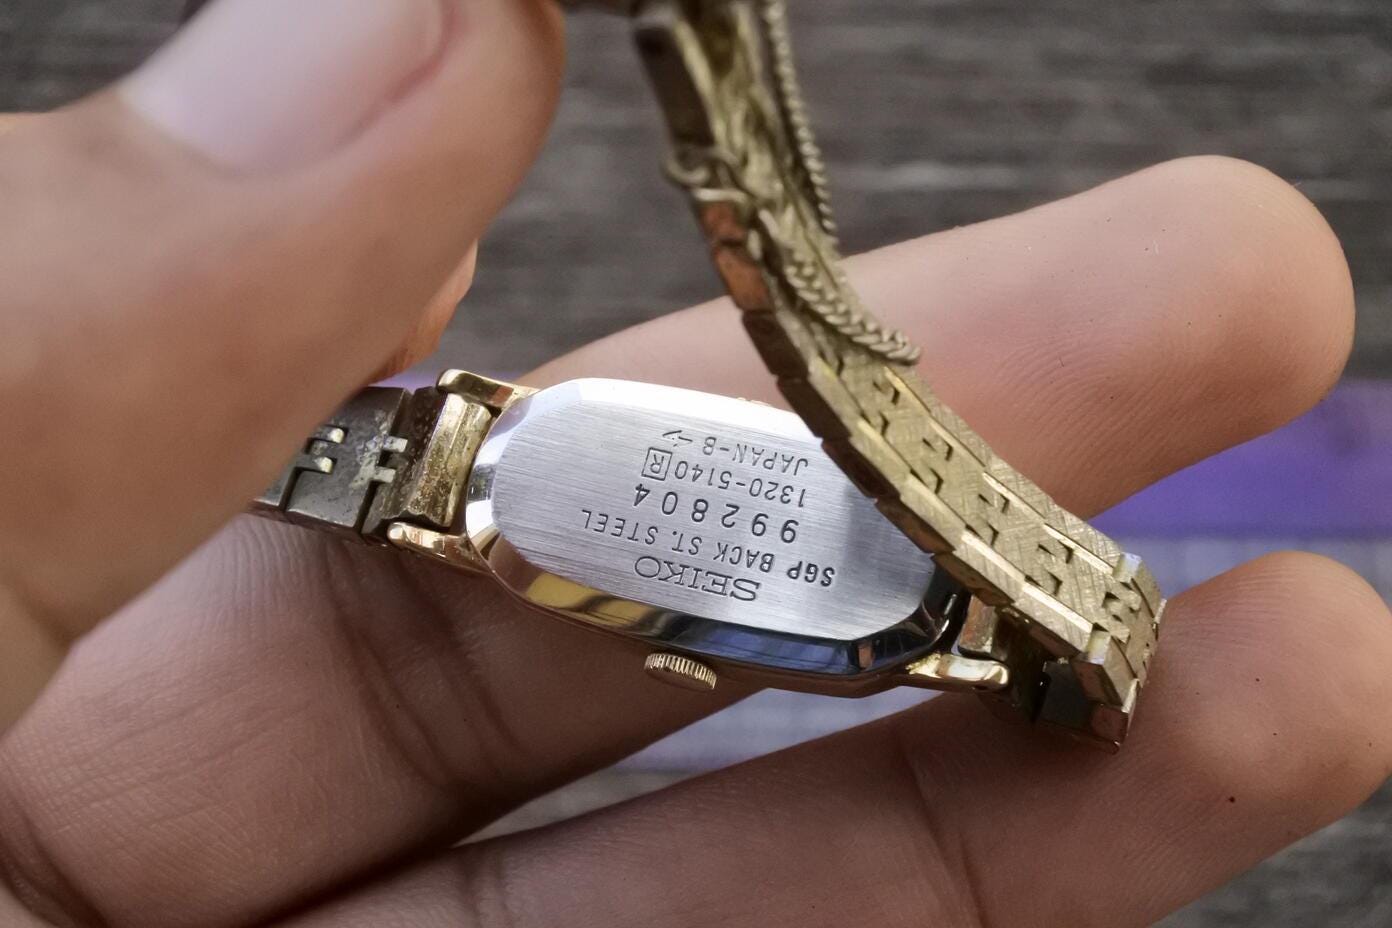 SEIKO
SGP BACK ST. STEEL
992804
1320-5140 R
JAPAN-B